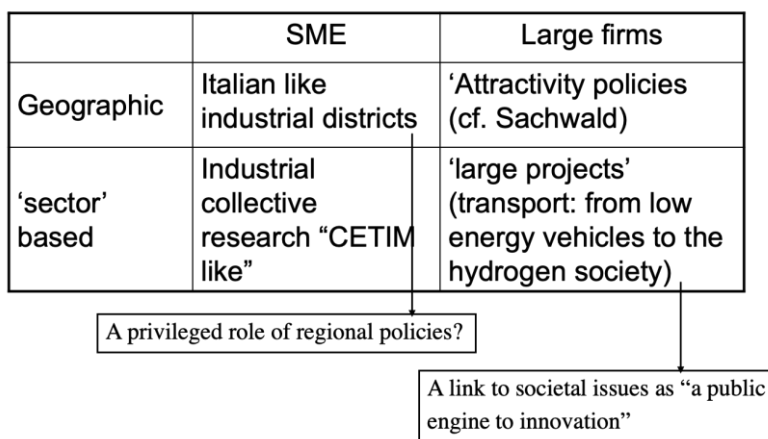 SME
Large firms
Geographic
Italian like
industrial districts
‘Attractivity policies
(cf. Sachwald)
‘sector’
based
Industrial
collective
research “CETIM
like”
‘large projects’
(transport: from low
energy vehicles to the
hydrogen society)
A privileged role of regional policies?
A link to societal issues as “a public
engine to innovation”